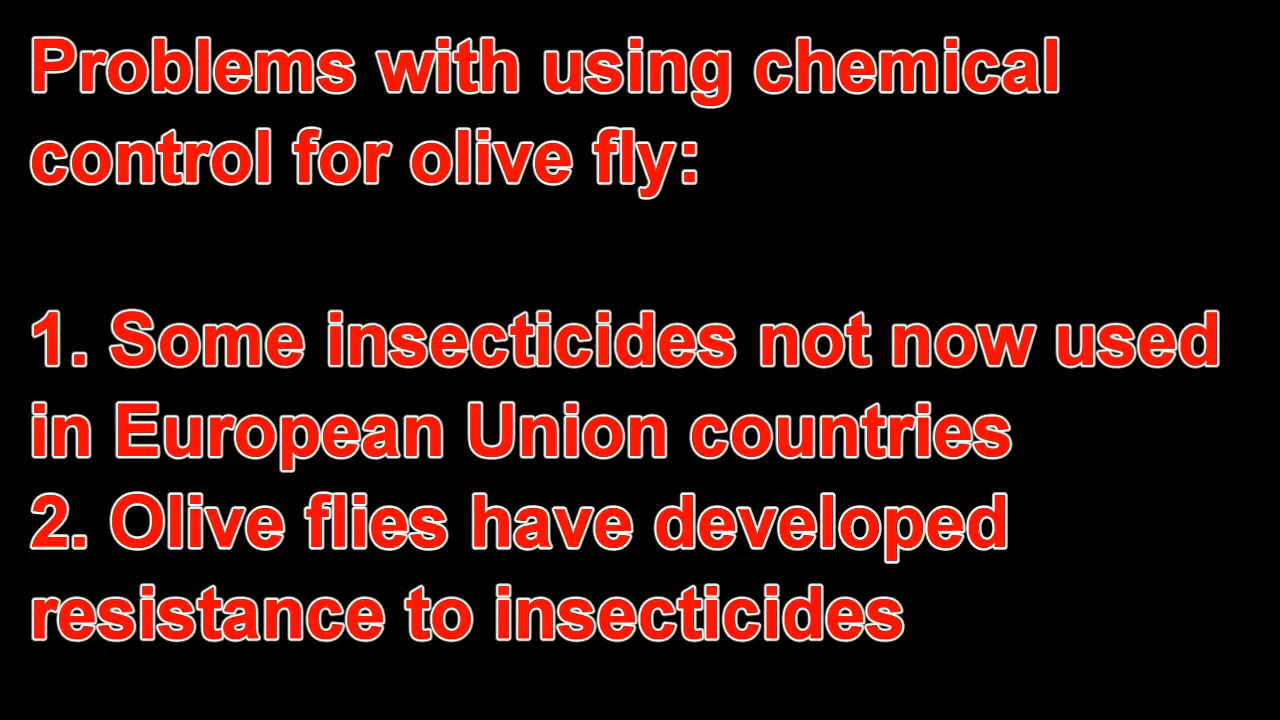 Problems with using chemical
control for olive fly:
1. Some insecticides not now used
in European Union countries
2. Olive flies have developed
resistance to insecticides